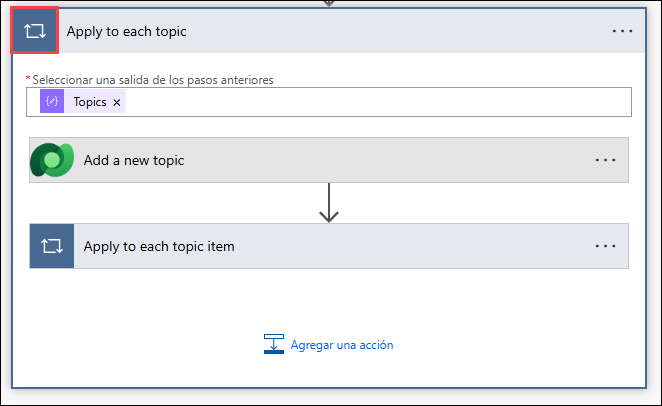 Apply to each topic
* Seleccionar una salida de los pasos anteriores
Topics
Add a new topic
Apply to each topic item
Agregar una acción